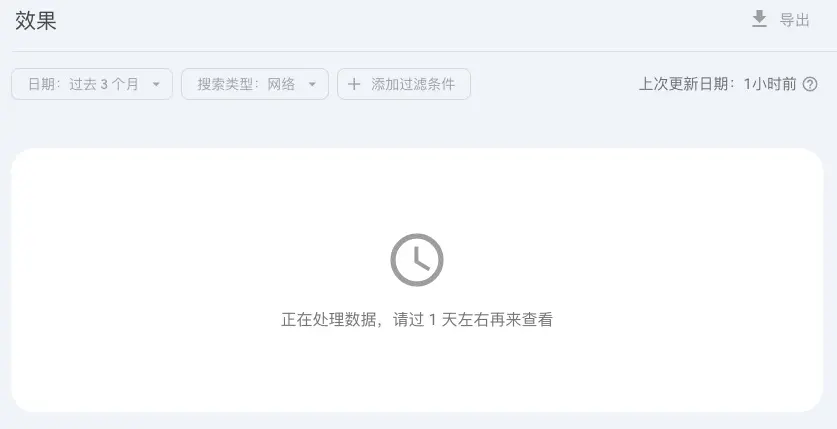 效果
导出
日期：过去 3 个月
搜索类型：网络
添加过滤条件
上次更新日期：1小时前
正在处理数据，请过 1 天左右再来查看